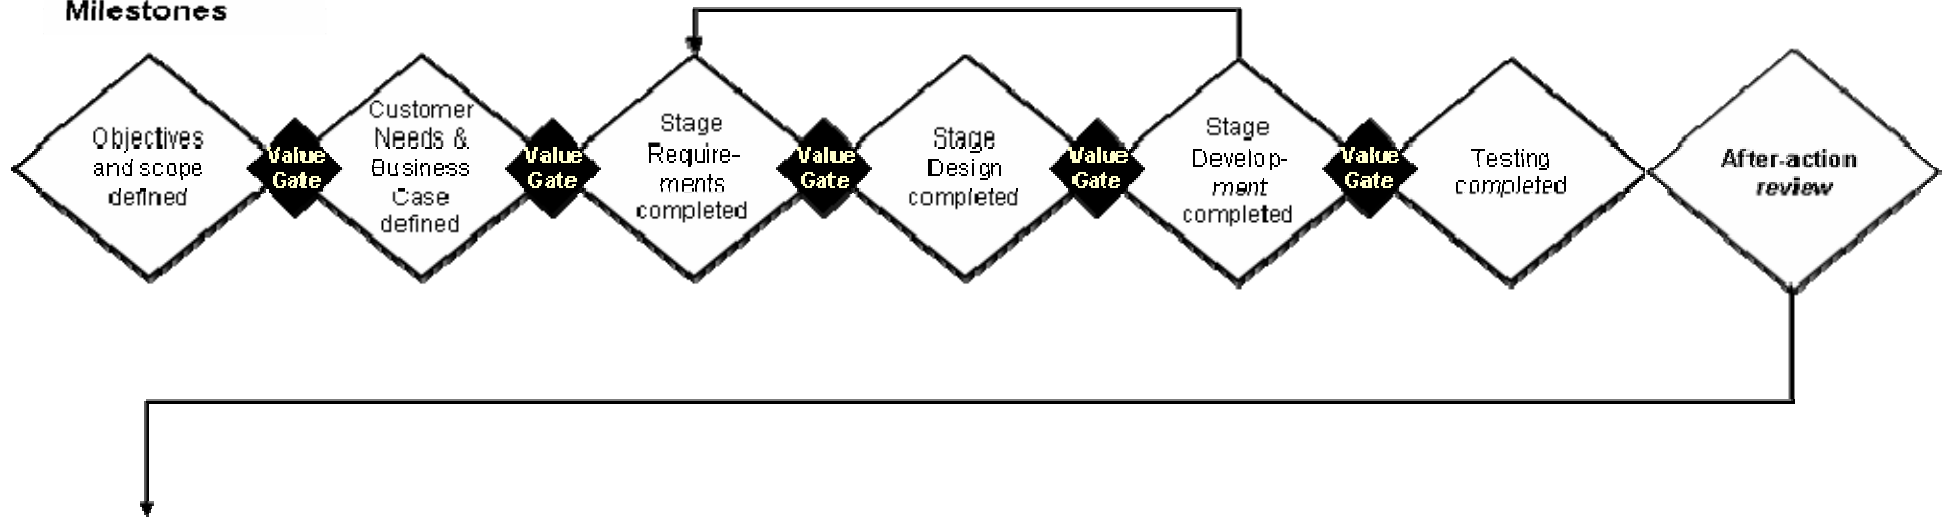 Milestones
Objectives
and scope
defined
Value
Gate
Customer
Needs &
Business
Case
defined
Value
Gate
Stage
Require-
ments
completed
Value
Gate
Stage
Design
completed
Value
Gate
Stage
Develop-
ment
completed
Value
Gate
Testing
completed
After-action
review